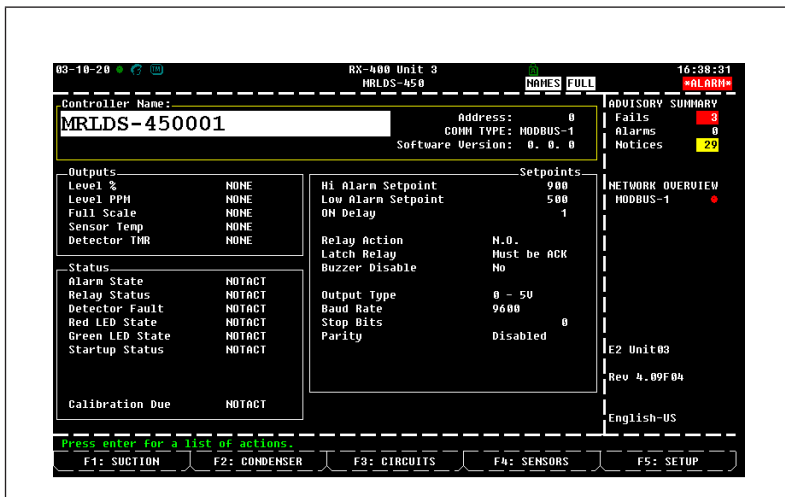 03-10-20 RX-400 Unit 3 16:38:31
MRLDS-450 NAMES FULL *ALARM*
Controller Name:
MRLDS-450001
Address: 0
COMM TYPE: MODBUS-1
Software Version: 0. 0. 0
ADVISORY SUMMARY
Fails 3
Alarms 0
Notices 29
NETWORK OVERVIEW
MODBUS-1
Outputs
Level % NONE
Level PPM NONE
Full Scale NONE
Sensor Temp NONE
Detector TMR NONE
Status
Alarm State NOTACT
Relay Status NOTACT
Detector Fault NOTACT
Red LED State NOTACT
Green LED State NOTACT
Startup Status NOTACT
Calibration Due NOTACT
Setpoints
Hi Alarm Setpoint 900
Low Alarm Setpoint 500
ON Delay 1
Relay Action N.O.
Latch Relay Must be ACK
Buzzer Disable No
Output Type 0 - 5V
Baud Rate 9600
Stop Bits 0
Parity Disabled
E2 Unit03
Rev 4.09F04
English-US
Press enter for a list of actions.
F1: SUCTION F2: CONDENSER F3: CIRCUITS F4: SENSORS F5: SETUP